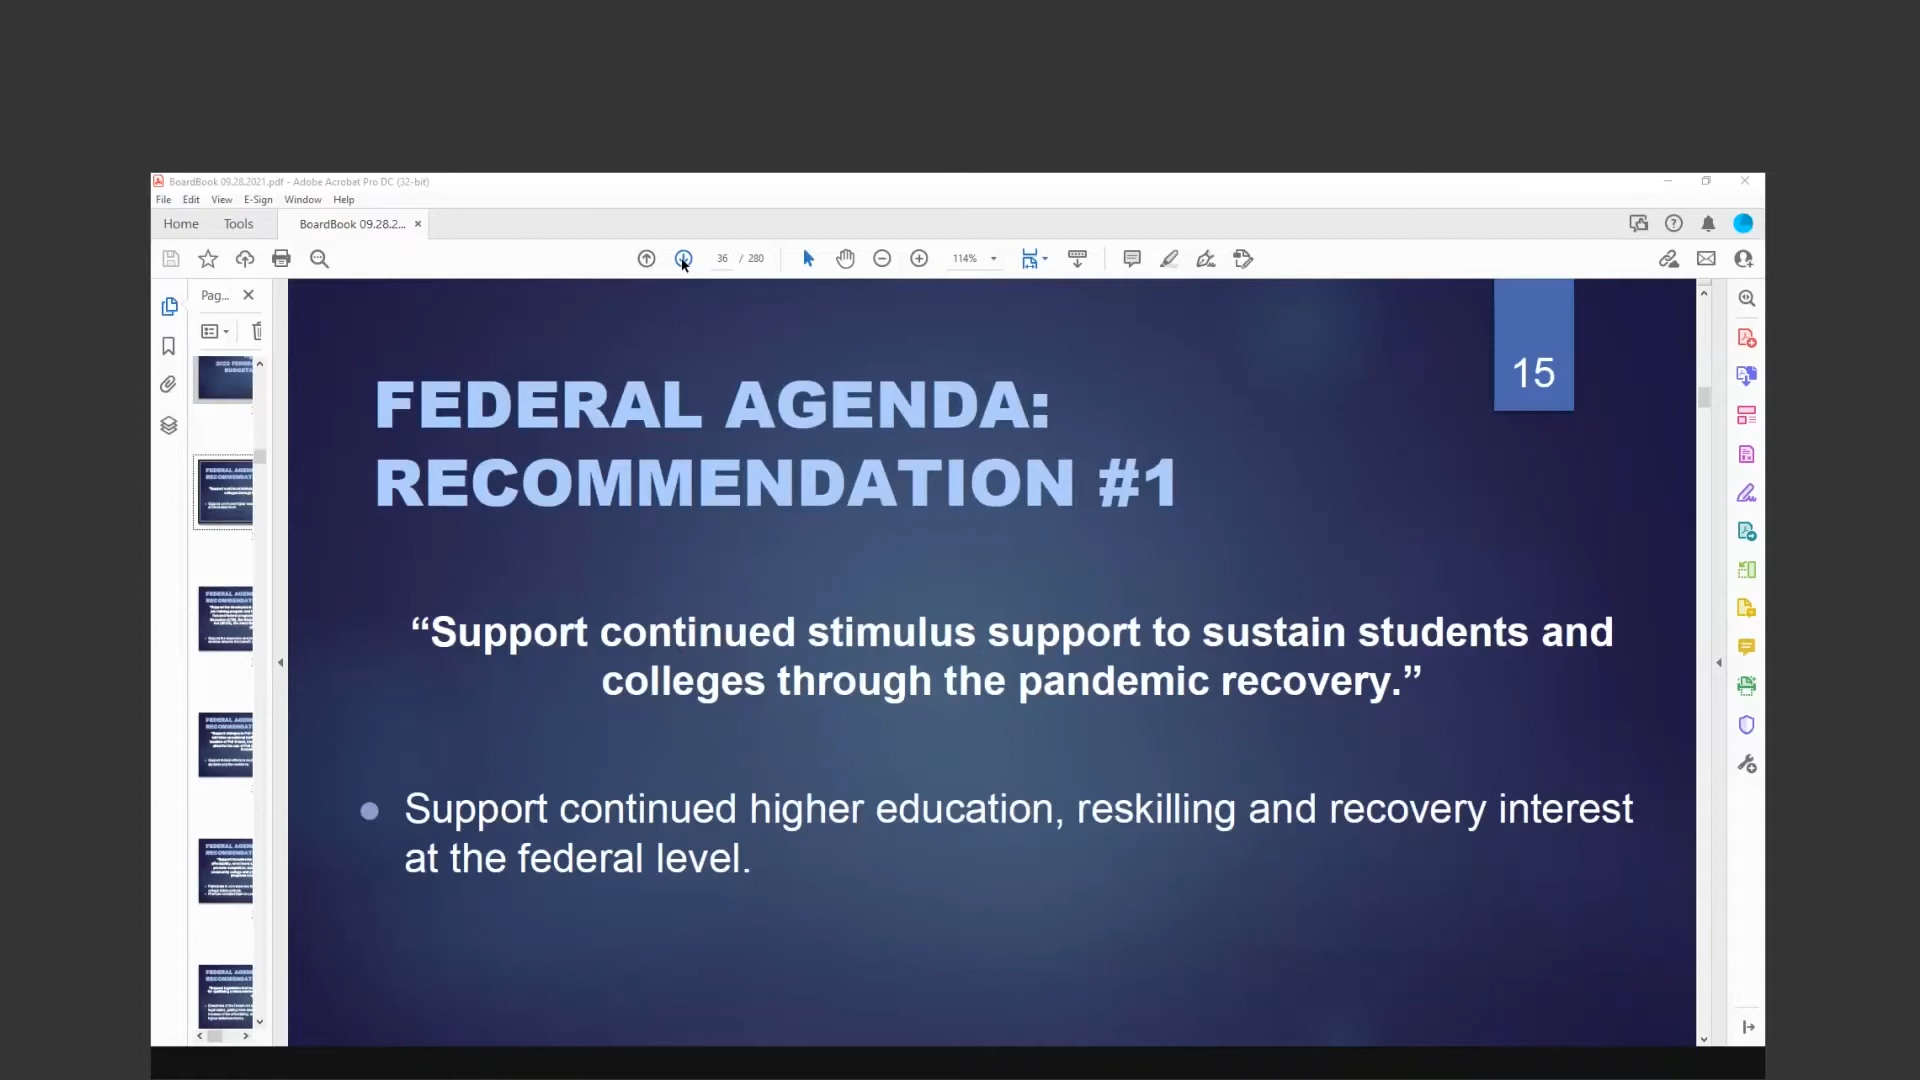 BoardBook 09.28.2021.pdf - Adobe Acrobat Pro DC (32-bit)
File Edit View E-Sign Window Help
Home Tools BoardBook 09.28.2...
36 / 280 114%
Pag...
15
FEDERAL AGENDA:
RECOMMENDATION #1
“Support continued stimulus support to sustain students and
colleges through the pandemic recovery.”
Support continued higher education, reskilling and recovery interest
at the federal level.